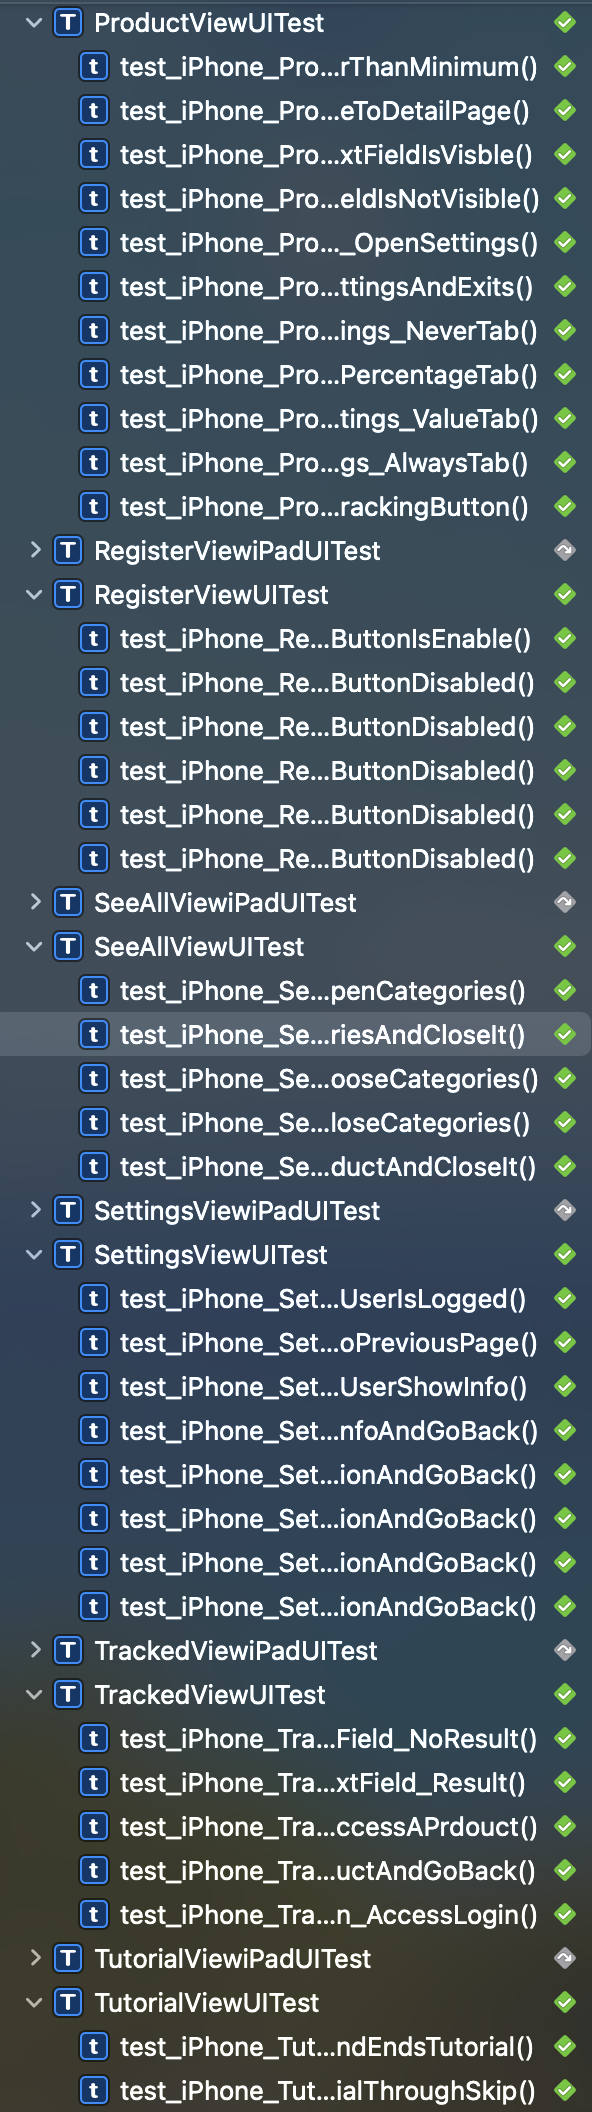 T ProductViewUITest
t test_iPhone_Pro...rThanMinimum()
t test_iPhone_Pro...eToDetailPage()
t test_iPhone_Pro...xtFieldIsVisble()
t test_iPhone_Pro...eldIsNotVisible()
t test_iPhone_Pro..._OpenSettings()
t test_iPhone_Pro...ttingsAndExits()
t test_iPhone_Pro...ings_NeverTab()
t test_iPhone_Pro...PercentageTab()
t test_iPhone_Pro...tings_ValueTab()
t test_iPhone_Pro...gs_AlwaysTab()
t test_iPhone_Pro...rackingButton()
T RegisterViewiPadUITest
T RegisterViewUITest
t test_iPhone_Re...ButtonIsEnable()
t test_iPhone_Re...ButtonDisabled()
t test_iPhone_Re...ButtonDisabled()
t test_iPhone_Re...ButtonDisabled()
t test_iPhone_Re...ButtonDisabled()
t test_iPhone_Re...ButtonDisabled()
T SeeAllViewiPadUITest
T SeeAllViewUITest
t test_iPhone_Se...penCategories()
t test_iPhone_Se...riesAndCloseIt()
t test_iPhone_Se...ooseCategories()
t test_iPhone_Se...loseCategories()
t test_iPhone_Se...ductAndCloseIt()
T SettingsViewiPadUITest
T SettingsViewUITest
t test_iPhone_Set...UserIsLogged()
t test_iPhone_Set...oPreviousPage()
t test_iPhone_Set...UserShowInfo()
t test_iPhone_Set...nfoAndGoBack()
t test_iPhone_Set...ionAndGoBack()
t test_iPhone_Set...ionAndGoBack()
t test_iPhone_Set...ionAndGoBack()
t test_iPhone_Set...ionAndGoBack()
T TrackedViewiPadUITest
T TrackedViewUITest
t test_iPhone_Tra...Field_NoResult()
t test_iPhone_Tra...xtField_Result()
t test_iPhone_Tra...ccessAPrdouct()
t test_iPhone_Tra...uctAndGoBack()
t test_iPhone_Tra...n_AccessLogin()
T TutorialViewiPadUITest
T TutorialViewUITest
t test_iPhone_Tut...ndEndsTutorial()
t test_iPhone_Tut...ialThroughSkip()